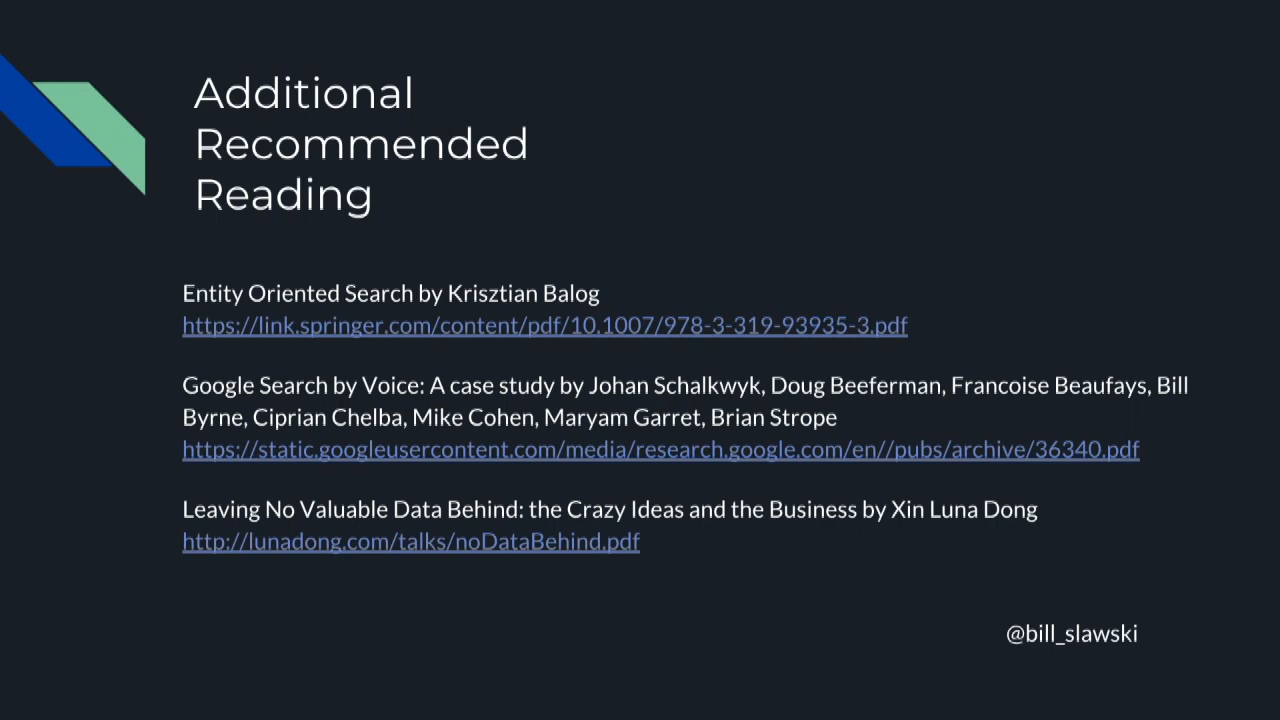 Additional
Recommended
Reading
Entity Oriented Search by Krisztian Balog
https://link.springer.com/content/pdf/10.1007/978-3-319-93935-3.pdf
Google Search by Voice: A case study by Johan Schalkwyk, Doug Beeferman, Francoise Beaufays, Bill
Byrne, Ciprian Chelba, Mike Cohen, Maryam Garret, Brian Strope
https://static.googleusercontent.com/media/research.google.com/en//pubs/archive/36340.pdf
Leaving No Valuable Data Behind: the Crazy Ideas and the Business by Xin Luna Dong
http://lunadong.com/talks/noDataBehind.pdf
@bill_slawski